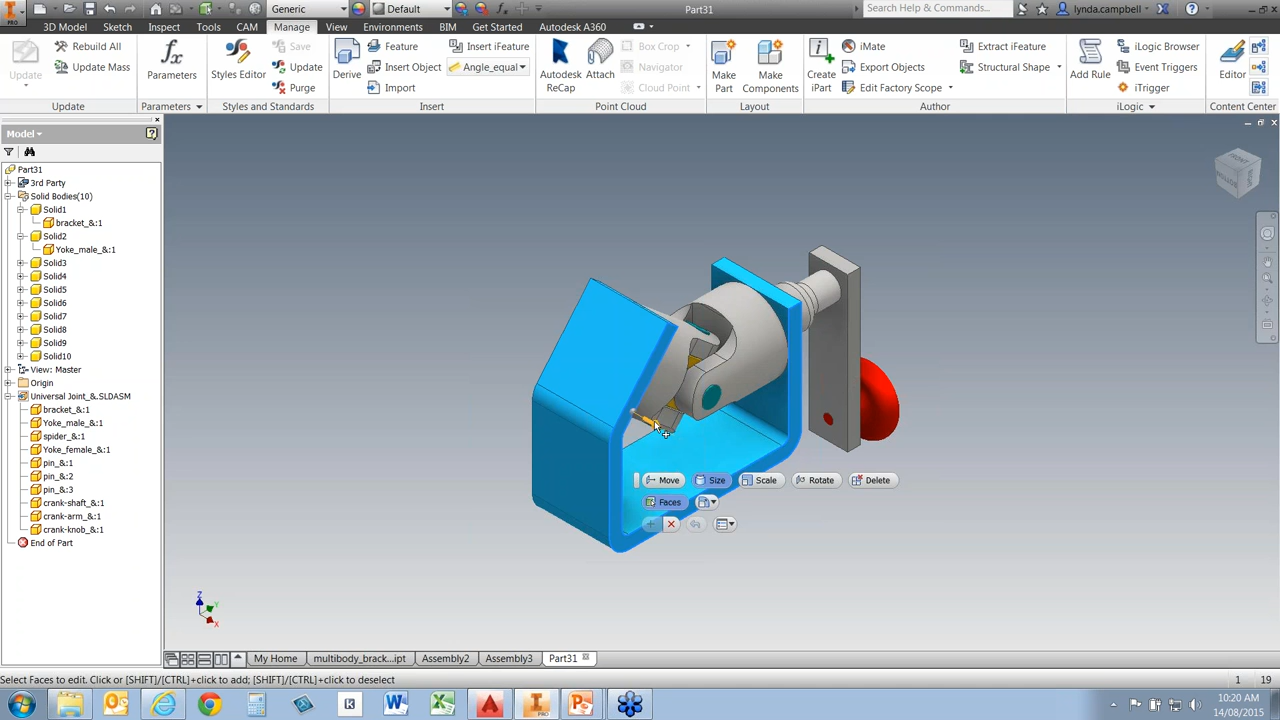 PRO
Generic
Default
Part31
Search Help & Commands...
lynda.campbell
3D Model Sketch Inspect Tools CAM Manage View Environments BIM Get Started Autodesk A360
Update
Rebuild All
Update Mass
Update
fx
Parameters
Parameters
Styles Editor
Save
Update
Purge
Styles and Standards
Derive
Feature
Insert Object
Import
Insert iFeature
Angle_equal
Insert
Autodesk ReCap
Attach
Box Crop
Navigator
Cloud Point
Point Cloud
Make Part
Make Components
Layout
Create iPart
iMate
Export Objects
Edit Factory Scope
Extract iFeature
Structural Shape
Author
Add Rule
iLogic Browser
Event Triggers
iTrigger
iLogic
Editor
Content Center
Model
Part31
3rd Party
Solid Bodies(10)
Solid1
bracket_&:1
Solid2
Yoke_male_&:1
Solid3
Solid4
Solid5
Solid6
Solid7
Solid8
Solid9
Solid10
View: Master
Origin
Universal Joint_&.SLDASM
bracket_&:1
Yoke_male_&:1
spider_&:1
Yoke_female_&:1
pin_&:1
pin_&:2
pin_&:3
crank-shaft_&:1
crank-arm_&:1
crank-knob_&:1
End of Part
FRONT
BOTTOM
Move Size Scale Rotate Delete
Faces
Z
Y
X
My Home multibody_brack...ipt Assembly2 Assembly3 Part31
Select Faces to edit. Click or [SHIFT]/[CTRL]+click to add; [SHIFT]/[CTRL]+click to deselect
1 19
10:20 AM
14/08/2015